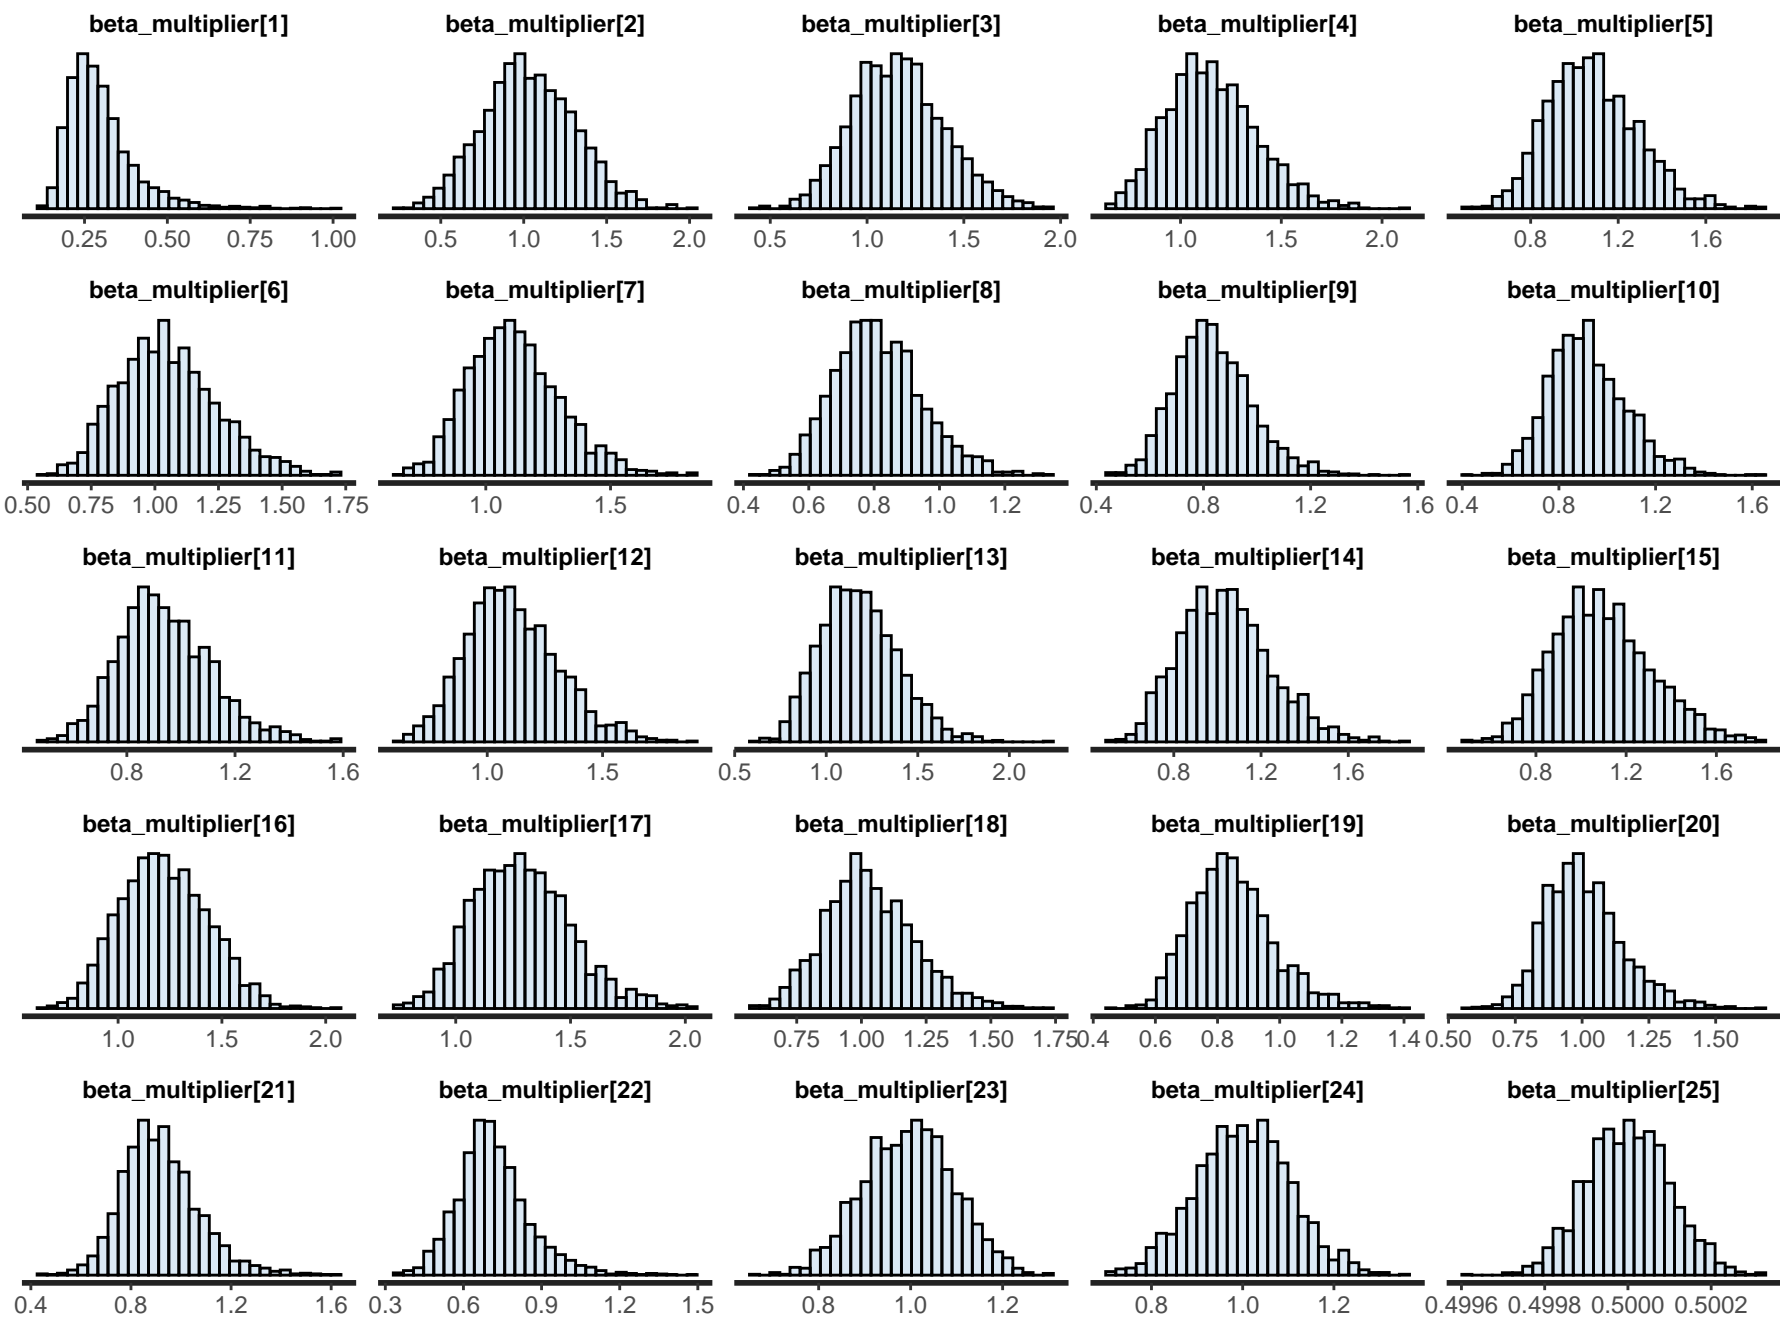 beta_multiplier[1] beta_multiplier[2] beta_multiplier[3] beta_multiplier[4] beta_multiplier[5]
0.25 0.50 0.75 1.00 0.5 1.0 1.5 2.0 0.5 1.0 1.5 2.0 1.0 1.5 2.0 0.8 1.2 1.6
beta_multiplier[6] beta_multiplier[7] beta_multiplier[8] beta_multiplier[9] beta_multiplier[10]
0.50 0.75 1.00 1.25 1.50 1.75 1.0 1.5 0.4 0.6 0.8 1.0 1.2 0.4 0.8 1.2 1.6 0.4 0.8 1.2 1.6
beta_multiplier[11] beta_multiplier[12] beta_multiplier[13] beta_multiplier[14] beta_multiplier[15]
0.8 1.2 1.6 1.0 1.5 0.5 1.0 1.5 2.0 0.8 1.2 1.6 0.8 1.2 1.6
beta_multiplier[16] beta_multiplier[17] beta_multiplier[18] beta_multiplier[19] beta_multiplier[20]
1.0 1.5 2.0 1.0 1.5 2.0 0.75 1.00 1.25 1.50 1.75 0.4 0.6 0.8 1.0 1.2 1.4 0.50 0.75 1.00 1.25 1.50
beta_multiplier[21] beta_multiplier[22] beta_multiplier[23] beta_multiplier[24] beta_multiplier[25]
0.4 0.8 1.2 1.6 0.3 0.6 0.9 1.2 1.5 0.8 1.0 1.2 0.8 1.0 1.2 0.4996 0.4998 0.5000 0.5002